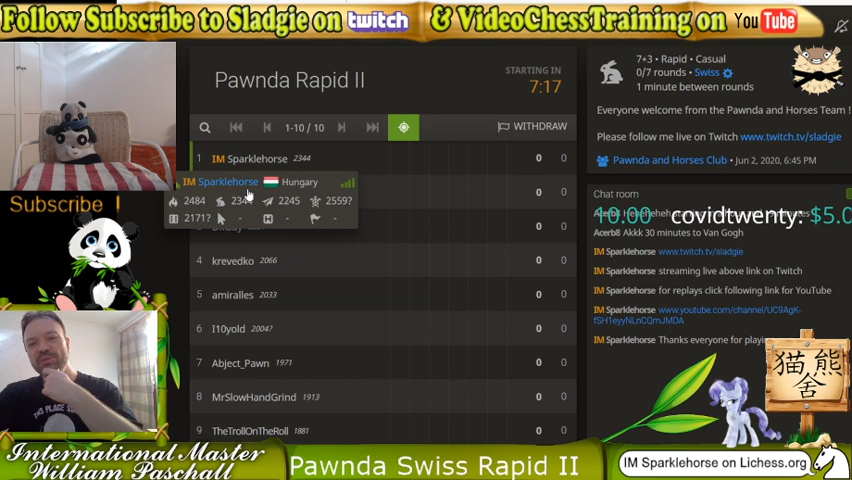 Follow Subscribe to Sladgie on twitch & VideoChessTraining on YouTube
Pawnda Rapid II
STARTING IN
7:17
1-10 / 10
WITHDRAW
1 IM Sparklehorse 2344 0 0
IM Sparklehorse Hungary
2484 234 2245 2559?
2171? - - -
0 0
0 0
4 krevedko 2066 0 0
5 amiralles 2033 0 0
6 I10yold 2004? 0 0
7 Abject_Pawn 1971 0 0
8 MrSlowHandGrind 1913 0 0
9 TheTrollOnTheRoll 1881 0 0
7+3 • Rapid • Casual
0/7 rounds • Swiss
1 minute between rounds
Everyone welcome from the Pawnda and Horses Team !
Please follow me live on Twitch www.twitch.tv/sladgie
Pawnda and Horses Club • Jun 2, 2020, 6:45 PM
Chat room
10.00 covidtwenty: $5.0
Acerb8 Akkk 30 minutes to Van Gogh
IM Sparklehorse www.twitch.tv/sladgie
IM Sparklehorse streaming live above link on Twitch
IM Sparklehorse for replays click following link for YouTube
IM Sparklehorse www.youtube.com/channel/UC9AgK-
fSH1eyyNLnCQmJMDA
IM Sparklehorse Thanks everyone for playin
Subscribe !
猫熊
舍
International Master
William Paschall
Pawnda Swiss Rapid II
IM Sparklehorse on Lichess.org